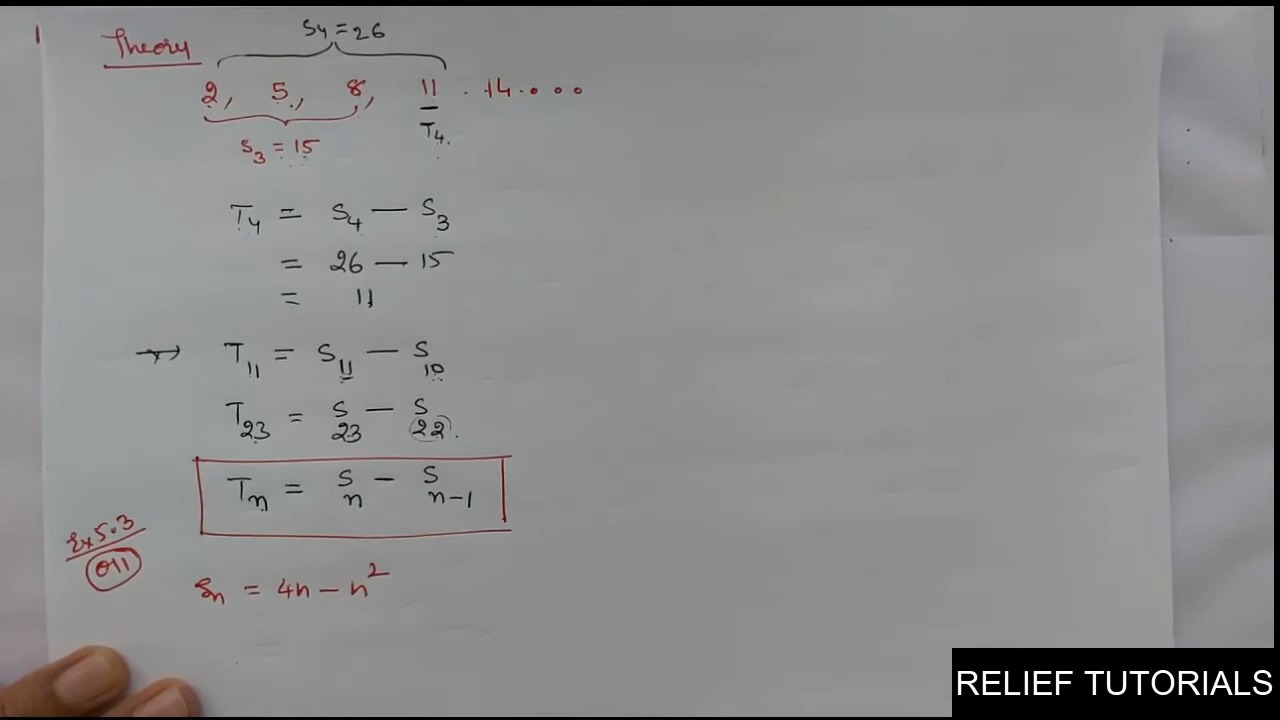 1
Theory
S4 = 26
2, 5, 8, 11 . 14 . . . .
T4.
S3 = 15
T4 = S4 — S3
= 26 — 15
= 11
T11 = S11 — S10
T23 = S23 — S22.
Tn = Sn — Sn-1
Ex 5.3
Q11
Sn = 4n — n²
RELIEF TUTORIALS